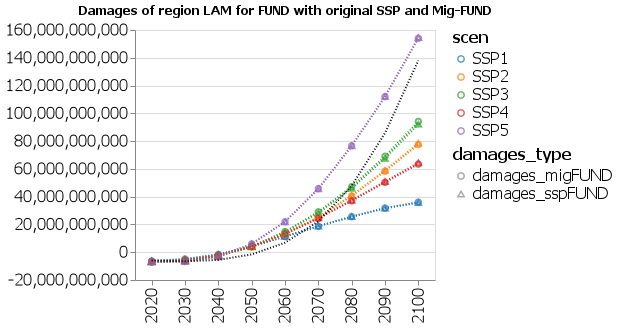 Damages of region LAM for FUND with original SSP and Mig-FUND
160,000,000,000
140,000,000,000
120,000,000,000
100,000,000,000
80,000,000,000
60,000,000,000
40,000,000,000
20,000,000,000
0
-20,000,000,000
2020
2030
2040
2050
2060
2070
2080
2090
2100
scen
SSP1
SSP2
SSP3
SSP4
SSP5
damages_type
damages_migFUND
damages_sspFUND